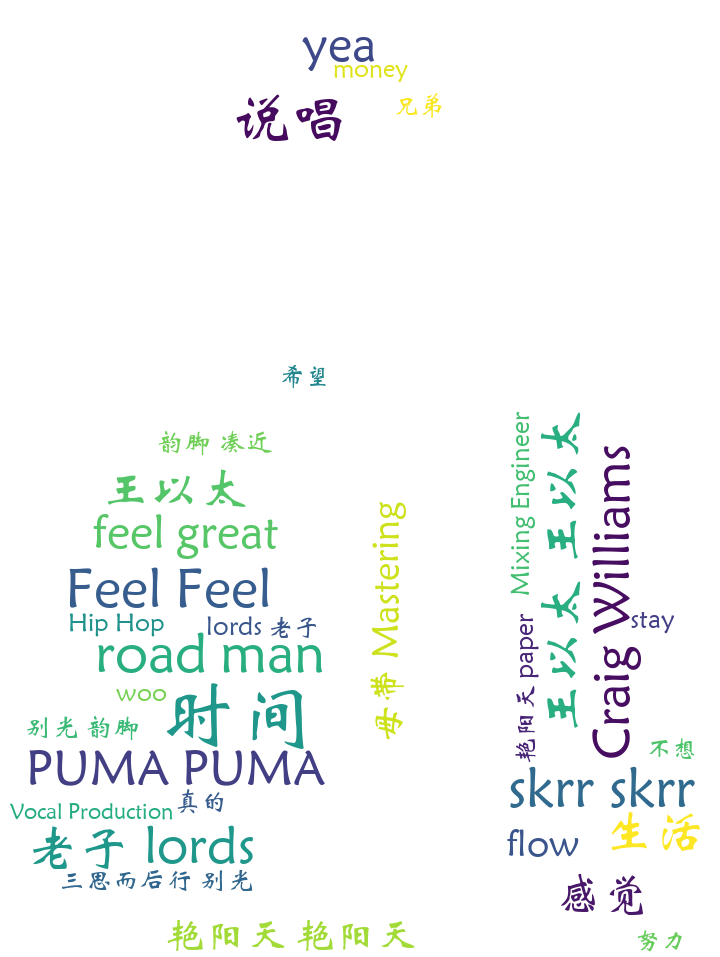 yea
money
说唱
兄弟
希望
韵脚 凑近
王以太
feel great
Feel Feel
Hip Hop
lords 老子
road man
woo
时间
别光 韵脚
PUMA PUMA
真的
Vocal Production
老子 lords
三思而后行 别光
艳阳天 艳阳天
母带 Mastering
Mixing Engineer
王以太 王以太
Craig Williams
stay
艳阳天 paper
不想
skrr skrr
生活
flow
感觉
努力